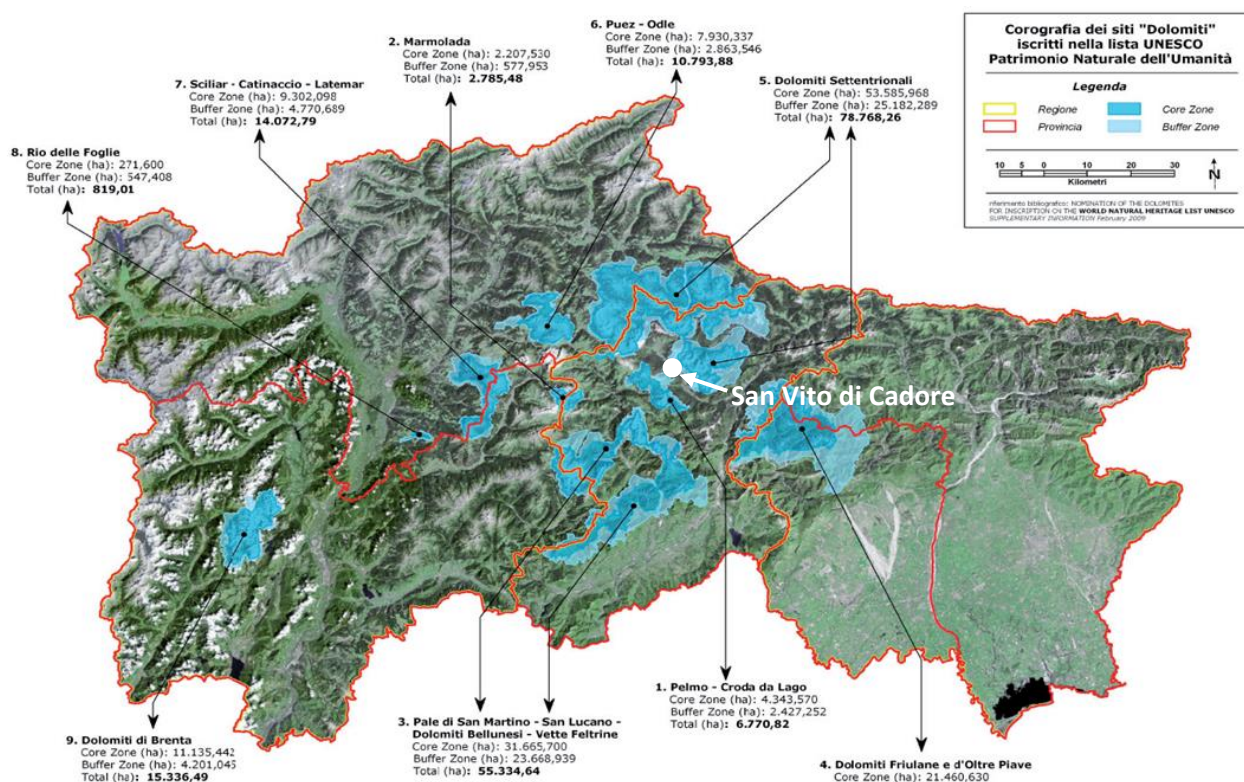 6. Puez - Odle
Core Zone (ha): 7.930,337
Buffer Zone (ha): 2.863,546
Total (ha): 10.793,88
2. Marmolada
Core Zone (ha): 2.207,530
Buffer Zone (ha): 577,953
Total (ha): 2.785,48
7. Sciliar - Catinaccio - Latemar
Core Zone (ha): 9.302,098
Buffer Zone (ha): 4.770,689
Total (ha): 14.072,79
5. Dolomiti Settentrionali
Core Zone (ha): 53.585,968
Buffer Zone (ha): 25.182,289
Total (ha): 78.768,26
8. Rio delle Foglie
Core Zone (ha): 271,600
Buffer Zone (ha): 547,408
Total (ha): 819,01
Corografia dei siti "Dolomiti"
iscritti nella lista UNESCO
Patrimonio Naturale dell'Umanità
Legenda
Regione
Core Zone
Provincia
Buffer Zone
10 5 0 10 20 30
Kilometri
N
riferimento bibliografico: NOMINATION OF THE DOLOMITES
FOR INSCRIPTION ON THE WORLD NATURAL HERITAGE LIST UNESCO
SUPPLEMENTARY INFORMATION February 2009
San Vito di Cadore
9. Dolomiti di Brenta
Core Zone (ha): 11.135,442
Buffer Zone (ha): 4.201,045
Total (ha): 15.336,49
3. Pale di San Martino - San Lucano -
Dolomiti Bellunesi - Vette Feltrine
Core Zone (ha): 31.665,700
Buffer Zone (ha): 23.668,939
Total (ha): 55.334,64
1. Pelmo - Croda da Lago
Core Zone (ha): 4.343,570
Buffer Zone (ha): 2.427,252
Total (ha): 6.770,82
4. Dolomiti Friulane e d'Oltre Piave
Core Zone (ha): 21.460,630